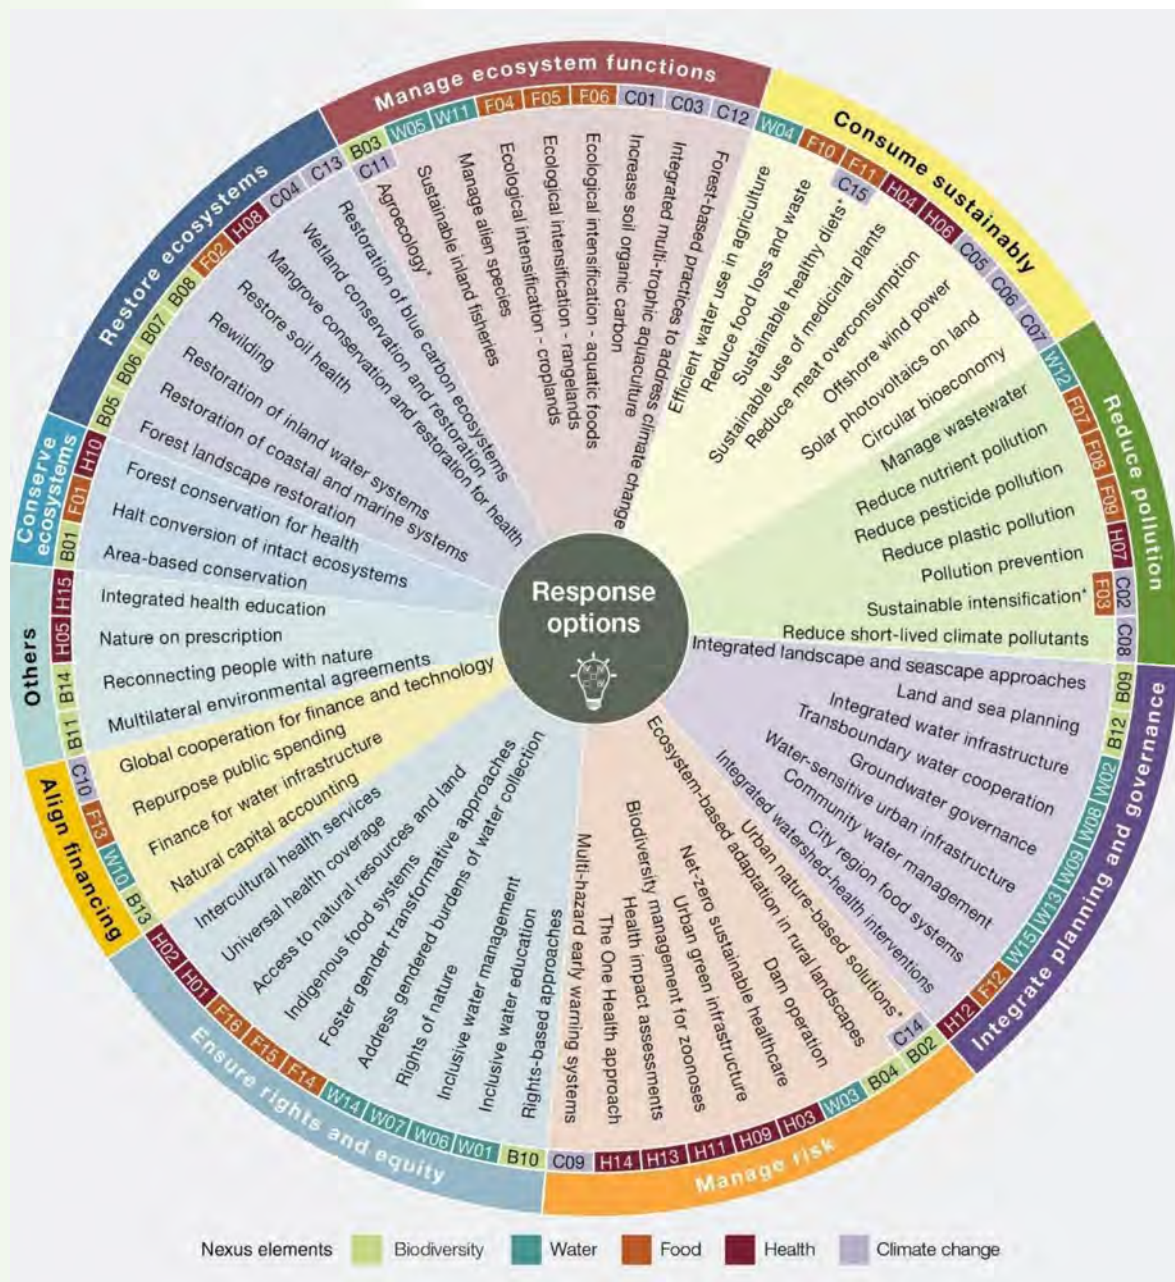 Response
options
Manage ecosystem functions
B03
C11
Agroecology*
W05
Sustainable inland fisheries
W11
Manage alien species
F04
Ecological intensification - croplands
F05
Ecological intensification - rangelands
F06
Ecological intensification - aquatic foods
C01
Increase soil organic carbon
C03
Integrated multi-trophic aquaculture
C12
Forest-based practices to address climate change
Consume sustainably
W04
Efficient water use in agriculture
F10
Reduce food loss and waste
F11
C15
Sustainable healthy diets*
H04
Sustainable use of medicinal plants
H06
Reduce meat overconsumption
C05
Offshore wind power
C06
Solar photovoltaics on land
C07
Circular bioeconomy
Reduce pollution
W12
Manage wastewater
F07
Reduce nutrient pollution
F08
Reduce pesticide pollution
F09
Reduce plastic pollution
H07
Pollution prevention
C02
F03
Sustainable intensification*
C08
Reduce short-lived climate pollutants
Integrate planning and governance
B09
Integrated landscape and seascape approaches
B12
Land and sea planning
W02
Integrated water infrastructure
W08
Transboundary water cooperation
W09
Groundwater governance
W13
Water-sensitive urban infrastructure
W15
Community water management
F12
City region food systems
H12
Integrated watershed-health interventions
Manage risk
B02
C14
Urban nature-based solutions*
B04
Ecosystem-based adaptation in rural landscapes
W03
Dam operation
H03
Net-zero sustainable healthcare
H09
Urban green infrastructure
H11
Biodiversity management for zoonoses
H13
Health impact assessments
H14
The One Health approach
C09
Multi-hazard early warning systems
Ensure rights and equity
B10
Rights-based approaches
W01
Inclusive water education
W06
Inclusive water management
W07
Rights of nature
W14
Address gendered burdens of water collection
F14
Foster gender transformative approaches
F15
Indigenous food systems
F16
Access to natural resources and land
H01
Universal health coverage
H02
Intercultural health services
Align financing
B13
Natural capital accounting
W10
Finance for water infrastructure
F13
Repurpose public spending
C10
Global cooperation for finance and technology
Others
B11
Multilateral environmental agreements
B14
Reconnecting people with nature
H05
Nature on prescription
H15
Integrated health education
Conserve
ecosystems
B01
Area-based conservation
F01
Halt conversion of intact ecosystems
H10
Forest conservation for health
Restore ecosystems
B05
Forest landscape restoration
B06
Restoration of coastal and marine systems
B07
Restoration of inland water systems
B08
Rewilding
F02
Restore soil health
H08
Mangrove conservation and restoration for health
C04
Wetland conservation and restoration
C13
Restoration of blue carbon ecosystems
Nexus elements
Biodiversity
Water
Food
Health
Climate change